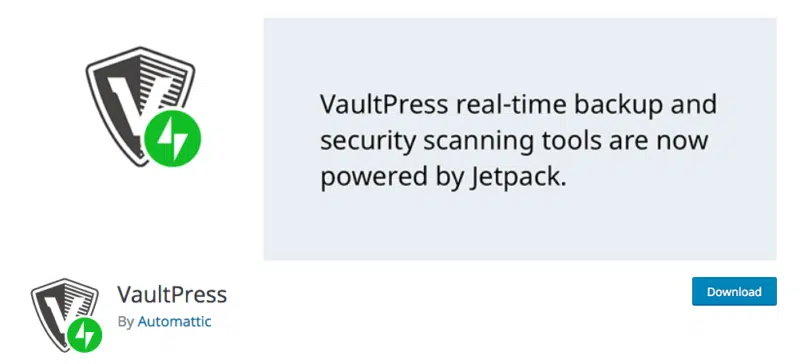 VaultPress real-time backup and
security scanning tools are now
powered by Jetpack.
VaultPress
Download
By Automattic